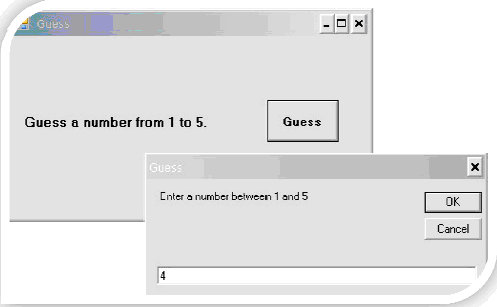 Guess
Guess a number from 1 to 5.
Guess
Guess
Enter a number between 1 and 5
OK
Cancel
4